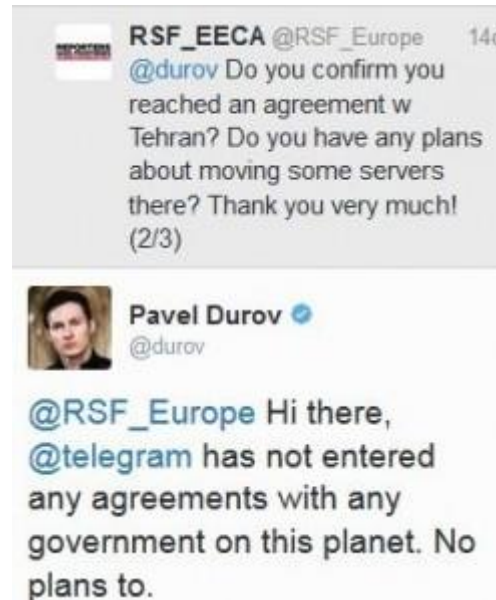 RSF_EECA @RSF_Europe 14d
@durov Do you confirm you
reached an agreement w
Tehran? Do you have any plans
about moving some servers
there? Thank you very much!
(2/3)
Pavel Durov
@durov
@RSF_Europe Hi there,
@telegram has not entered
any agreements with any
government on this planet. No
plans to.